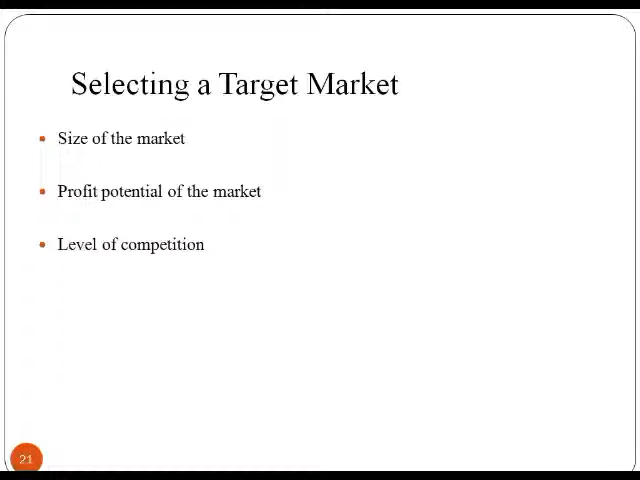 Selecting a Target Market
Size of the market
Profit potential of the market
Level of competition
21